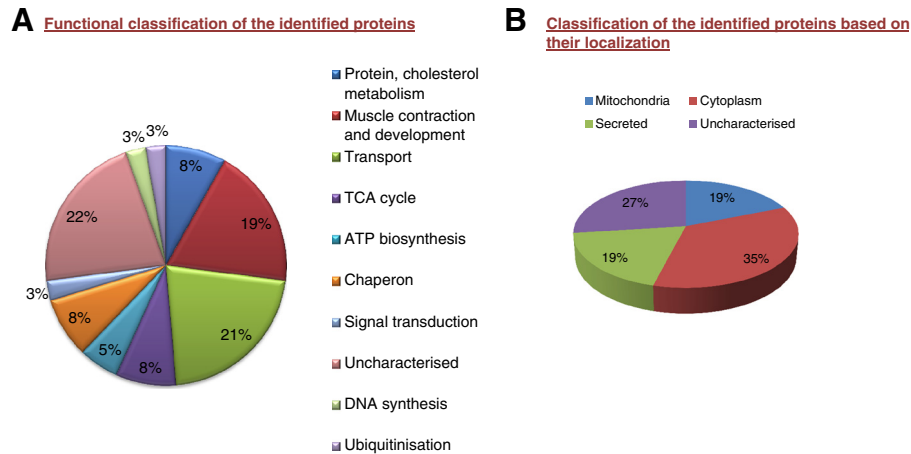 A Functional classification of the identified proteins
3% 3%
8%
19%
22%
21%
3%
8%
5%
8%
Protein, cholesterol
metabolism
Muscle contraction
and development
Transport
TCA cycle
ATP biosynthesis
Chaperon
Signal transduction
Uncharacterised
DNA synthesis
Ubiquitinisation
B Classification of the identified proteins based on
their localization
Mitochondria Cytoplasm
Secreted Uncharacterised
27% 19%
19% 35%